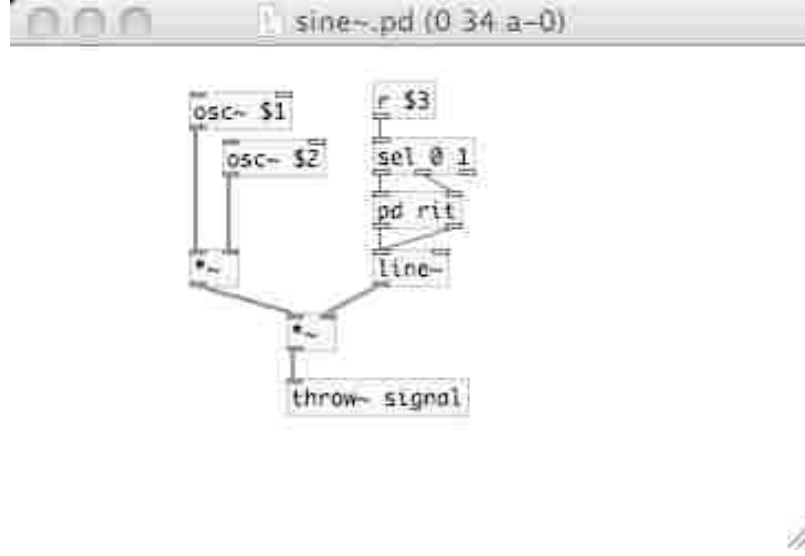 sine~.pd (0 34 a-0)
osc~ $1
r $3
osc~ $2
sel 0 1
pd rit
*~
line~
*~
throw~ signal